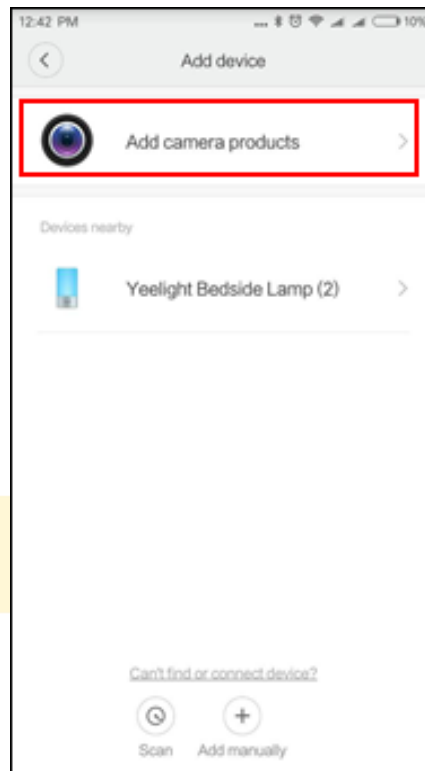 12:42 PM ... 10%
Add device
Add camera products
Devices nearby
Yeelight Bedside Lamp (2)
Can't find or connect device?
Scan Add manually